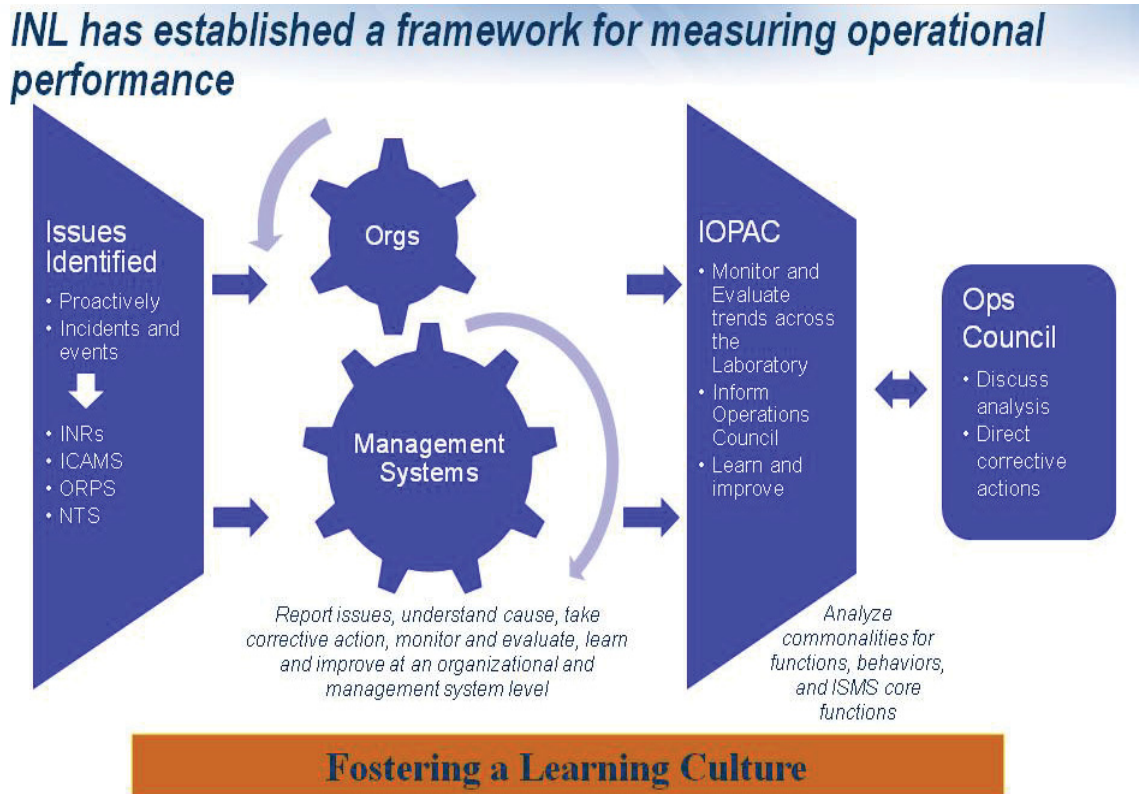 INL has established a framework for measuring operational
performance
Issues
Identified
• Proactively
• Incidents and
events
• INRs
• ICAMS
• ORPS
• NTS
Orgs
Management
Systems
Report issues, understand cause, take
corrective action, monitor and evaluate, learn
and improve at an organizational and
management system level
IOPAC
• Monitor and
Evaluate
trends across
the
Laboratory
• Inform
Operations
Council
• Learn and
improve
Analyze
commonalities for
functions, behaviors,
and ISMS core
functions
Ops
Council
• Discuss
analysis
• Direct
corrective
actions
Fostering a Learning Culture